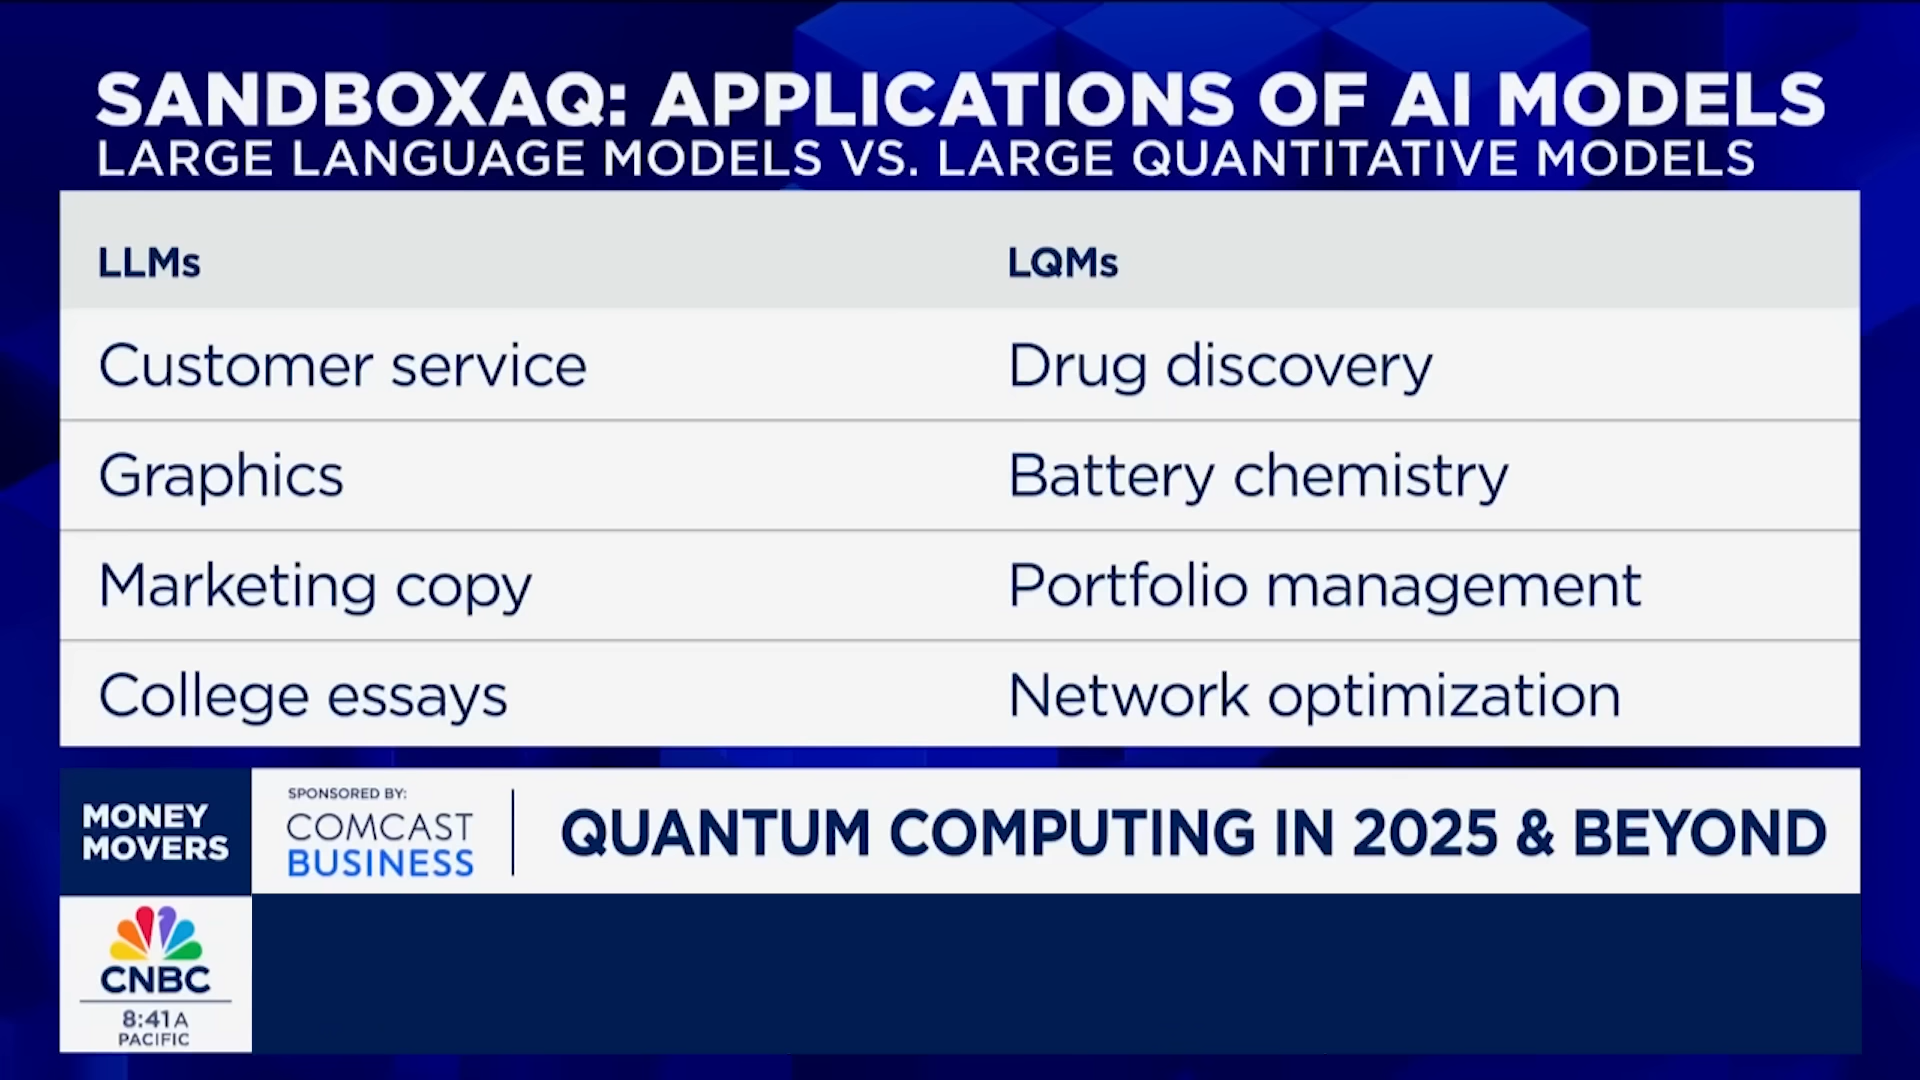 SANDBOXAQ: APPLICATIONS OF AI MODELS
LARGE LANGUAGE MODELS VS. LARGE QUANTITATIVE MODELS
LLMs LQMs
Customer service Drug discovery
Graphics Battery chemistry
Marketing copy Portfolio management
College essays Network optimization
MONEY
MOVERS
SPONSORED BY:
COMCAST
BUSINESS
QUANTUM COMPUTING IN 2025 & BEYOND
CNBC
8:41A
PACIFIC